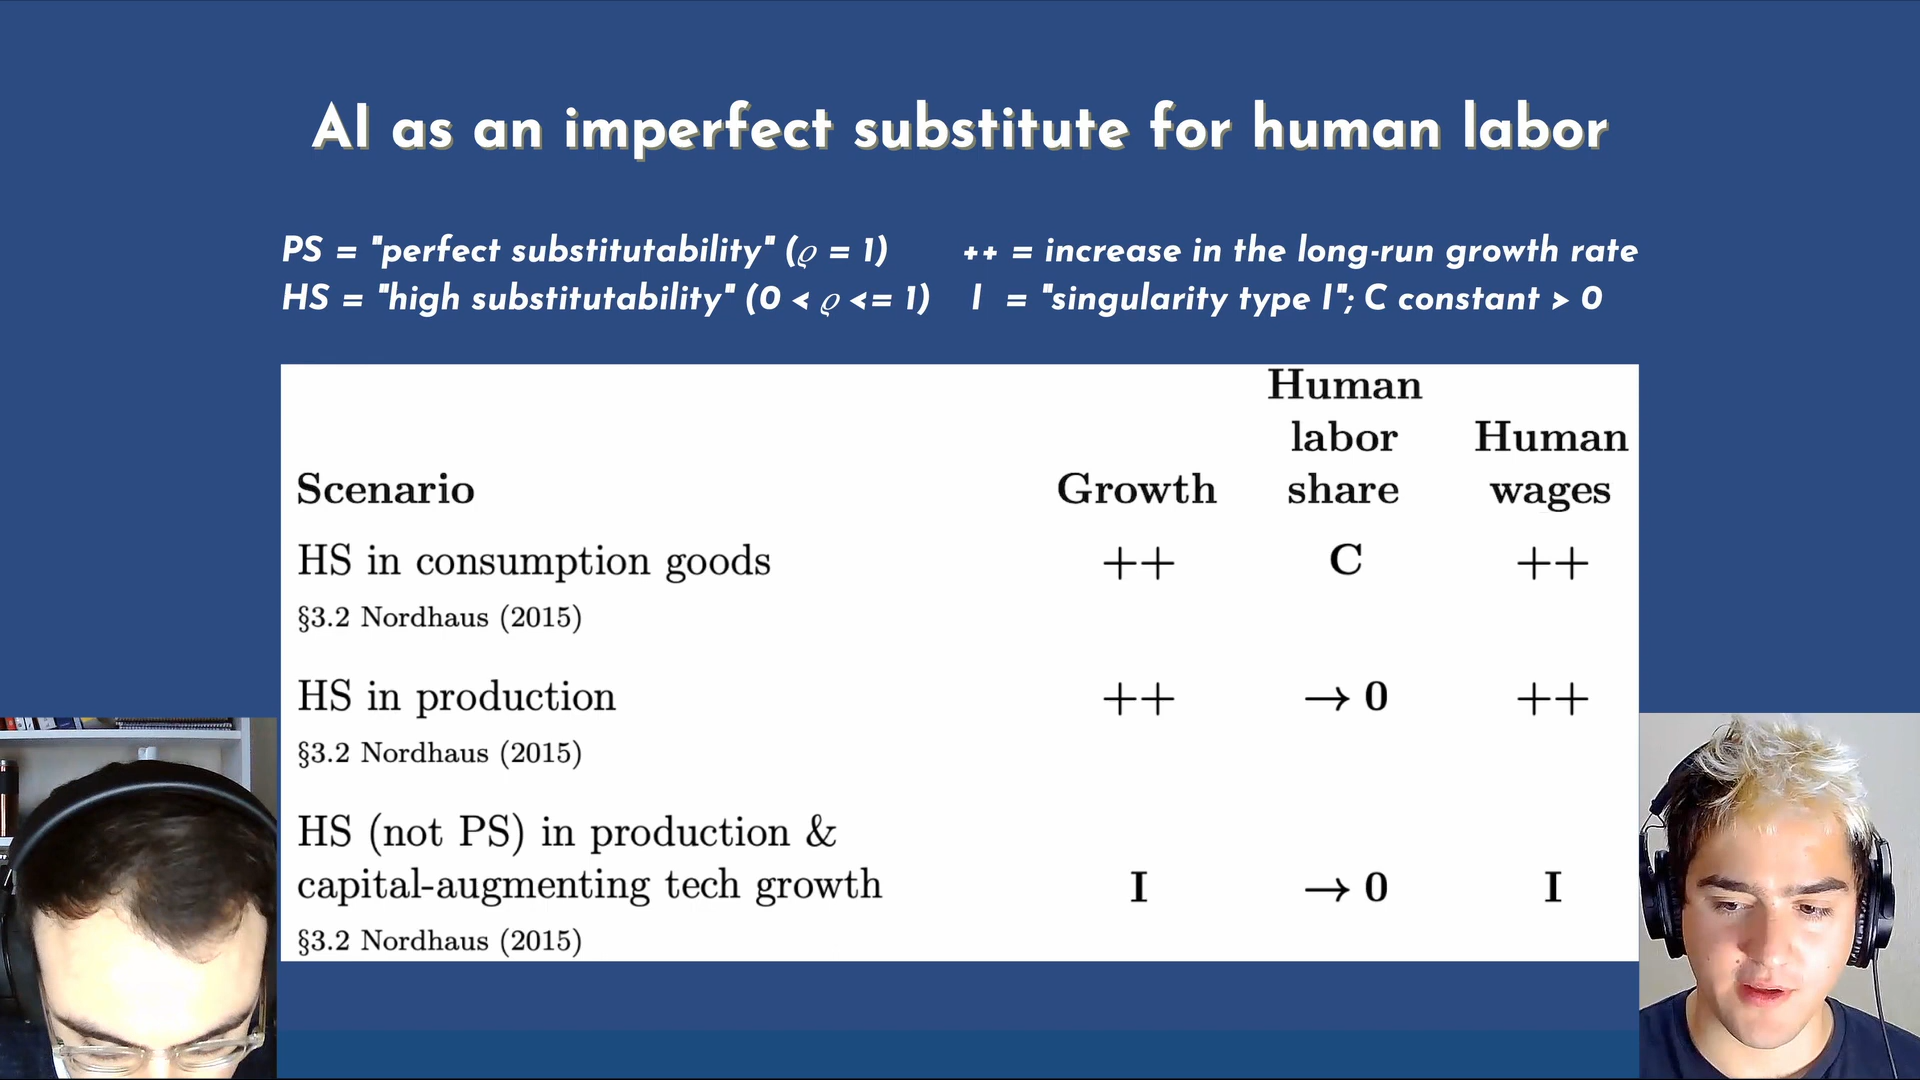 AI as an imperfect substitute for human labor
PS = "perfect substitutability" (ϱ = 1)
HS = "high substitutability" (0 < ϱ <= 1)
++ = increase in the long-run growth rate
I = "singularity type I"; C constant > 0
Human
labor
Human
Scenario Growth share wages
HS in consumption goods ++ C ++
§3.2 Nordhaus (2015)
HS in production ++ → 0 ++
§3.2 Nordhaus (2015)
HS (not PS) in production &
capital-augmenting tech growth I → 0 I
§3.2 Nordhaus (2015)